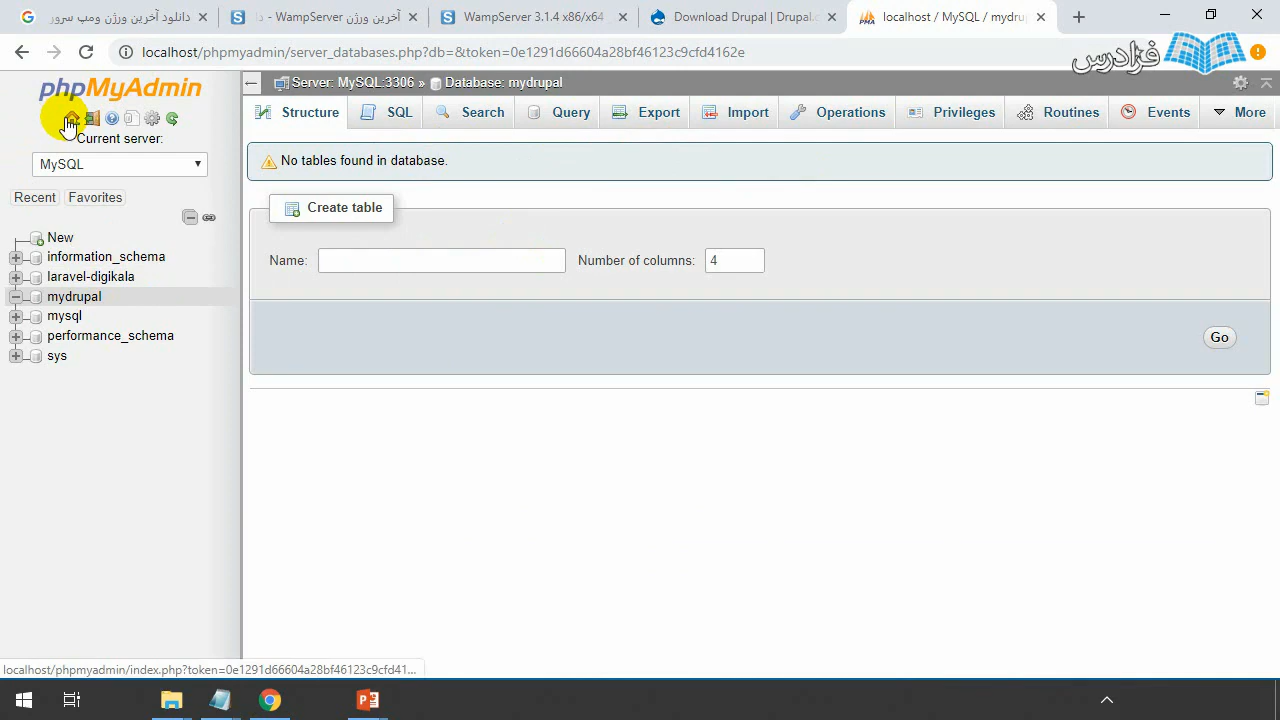 دانلود آخرین ورژن ومپ سرور
آخرین ورژن WampServer - دا
WampServer 3.1.4 x86/x64
Download Drupal | Drupal.o
localhost / MySQL / mydru
localhost/phpmyadmin/server_databases.php?db=&token=0e1291d66604a28bf46123c9cfd4162e
فرادرس
phpMyAdmin
Server: MySQL:3306 » Database: mydrupal
Structure SQL Search Query Export Import Operations Privileges Routines Events More
Current server:
MySQL
Recent Favorites
New
information_schema
laravel-digikala
mydrupal
mysql
performance_schema
sys
No tables found in database.
Create table
Name: Number of columns: 4
Go
localhost/phpmyadmin/index.php?token=0e1291d66604a28bf46123c9cfd41...